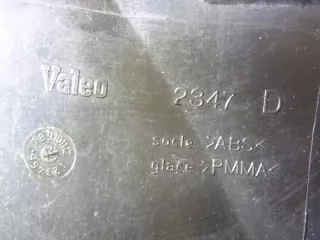 Valeo 2347 D
socle >ABS<
glace >PMMA<